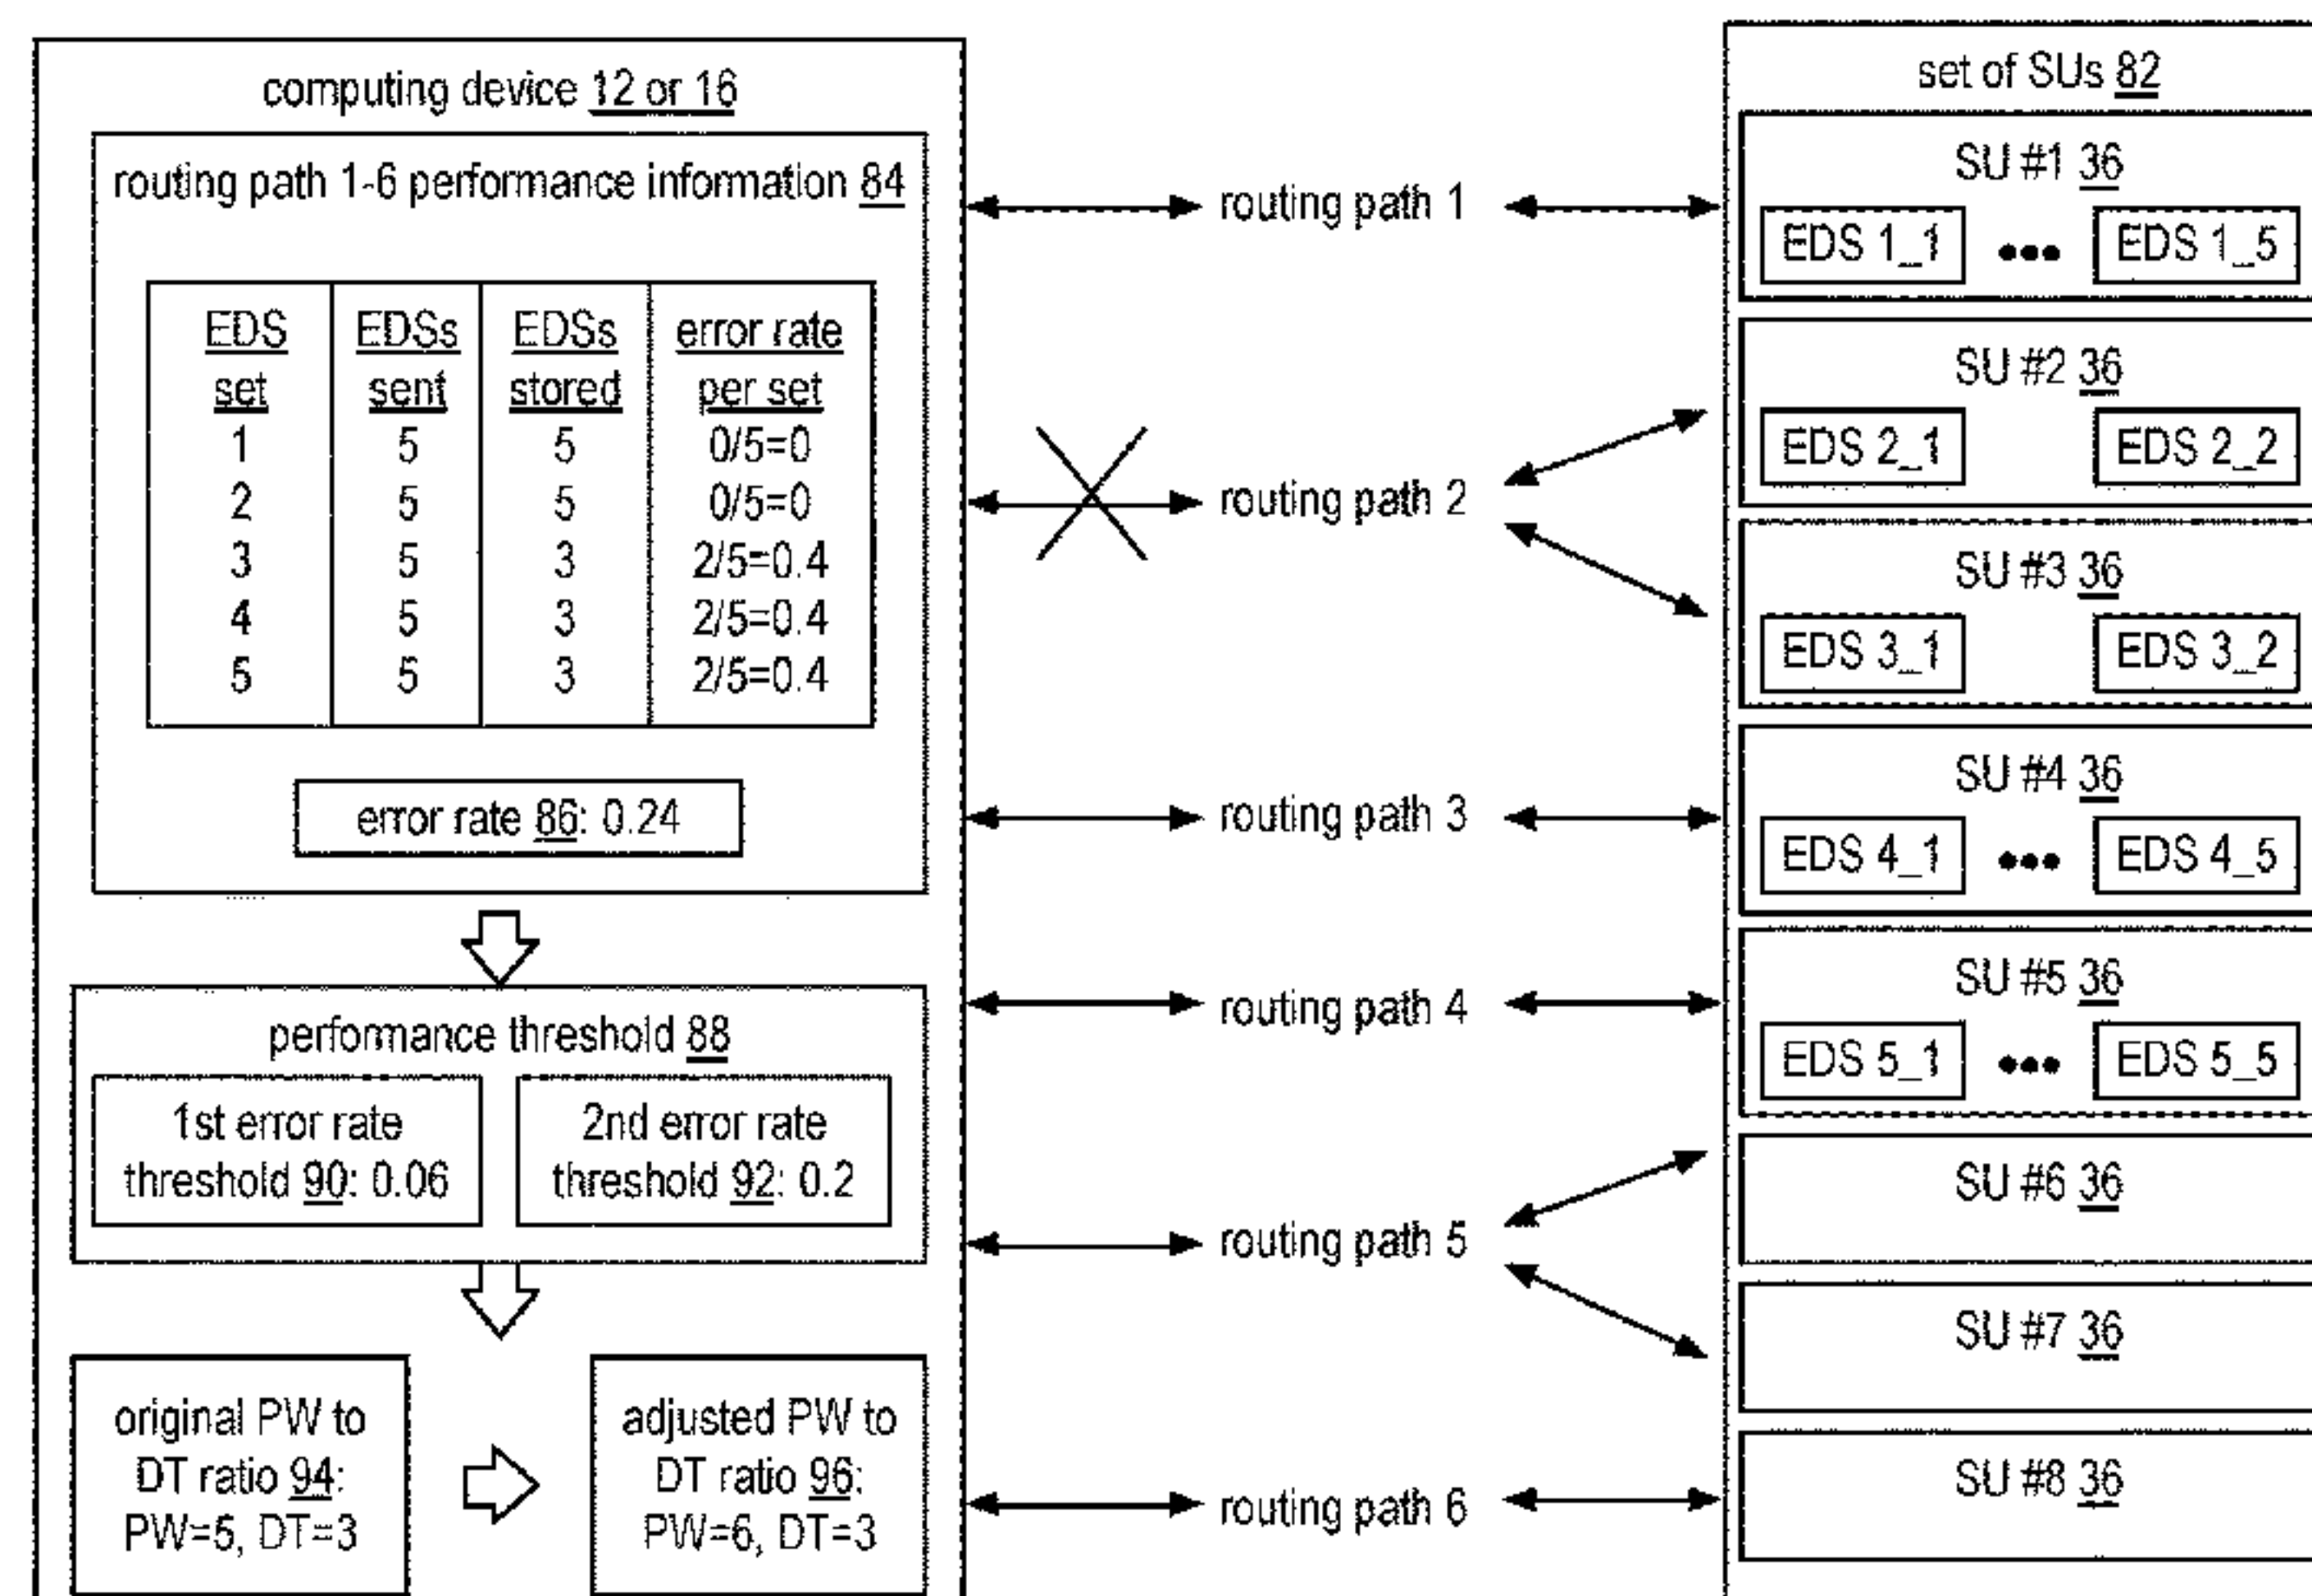 computing device 12 or 16
routing path 1-6 performance information 84
EDS set
EDSs sent
EDSs stored
error rate per set
1 5 5 0/5=0
2 5 5 0/5=0
3 5 3 2/5=0.4
4 5 3 2/5=0.4
5 5 3 2/5=0.4
error rate 86: 0.24
performance threshold 88
1st error rate
threshold 90: 0.06
2nd error rate
threshold 92: 0.2
original PW to
DT ratio 94:
PW=5, DT=3
adjusted PW to
DT ratio 96:
PW=6, DT=3
routing path 1
routing path 2
routing path 3
routing path 4
routing path 5
routing path 6
set of SUs 82
SU #1 36
EDS 1_1 ••• EDS 1_5
SU #2 36
EDS 2_1 EDS 2_2
SU #3 36
EDS 3_1 EDS 3_2
SU #4 36
EDS 4_1 ••• EDS 4_5
SU #5 36
EDS 5_1 ••• EDS 5_5
SU #6 36
SU #7 36
SU #8 36